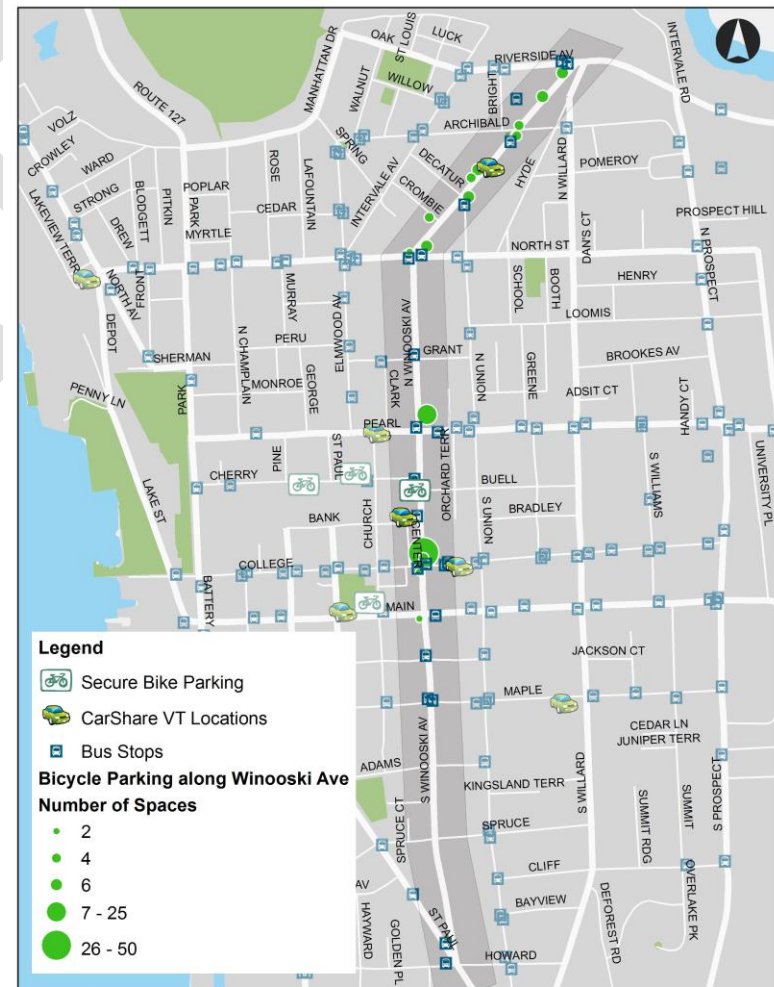 LUCK
OAK
ST LOUIS
MANHATTAN DR
RIVERSIDE AV
INTERVALE RD
WILLOW
WALNUT
BRIGHT
ROUTE 127
VOLZ
ARCHIBALD
CROWLEY
SPRING
WARD
DECATUR
HYDE
POMEROY
ROSE
LAFOUNTAIN
INTERVALE AV
N WILLARD
STRONG
BLODGETT
PITKIN
POPLAR
CROMBIE
LAKEVIEW TERR
DREW
PARK
CEDAR
DAN'S CT
PROSPECT HILL
MYRTLE
N PROSPECT
NORTH ST
NORTH AV
FRONT
MURRAY
ELMWOOD AV
N WINOOSKI AV
SCHOOL
BOOTH
HENRY
DEPOT
LOOMIS
N CHAMPLAIN
PERU
GRANT
SHERMAN
CLARK
N UNION
GREENE
BROOKES AV
MONROE
GEORGE
PENNY LN
PARK
ADSIT CT
HANDY CT
PEARL
ORCHARD TERR
UNIVERSITY PL
PINE
ST PAUL
CHERRY
BUELL
S WILLIAMS
LAKE ST
BANK
CHURCH
CENTER
S UNION
BRADLEY
COLLEGE
BATTERY
MAIN
JACKSON CT
MAPLE
CEDAR LN
JUNIPER TERR
ADAMS
S WINOOSKI AV
KINGSLAND TERR
S WILLARD
S PROSPECT
SPRUCE CT
SPRUCE
SUMMIT RDG
SUMMIT
CLIFF
AV
BAYVIEW
OVERLAKE PK
DEFOREST RD
HAYWARD
GOLDEN PL
ST PAUL
HOWARD
Legend
Secure Bike Parking
CarShare VT Locations
Bus Stops
Bicycle Parking along Winooski Ave
Number of Spaces
2
4
6
7 - 25
26 - 50